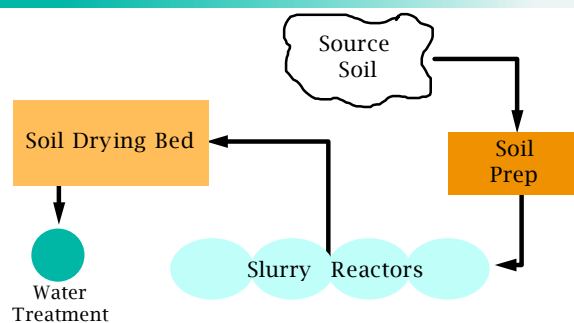 Source
Soil
Soil Drying Bed
Soil
Prep
Slurry Reactors
Water
Treatment